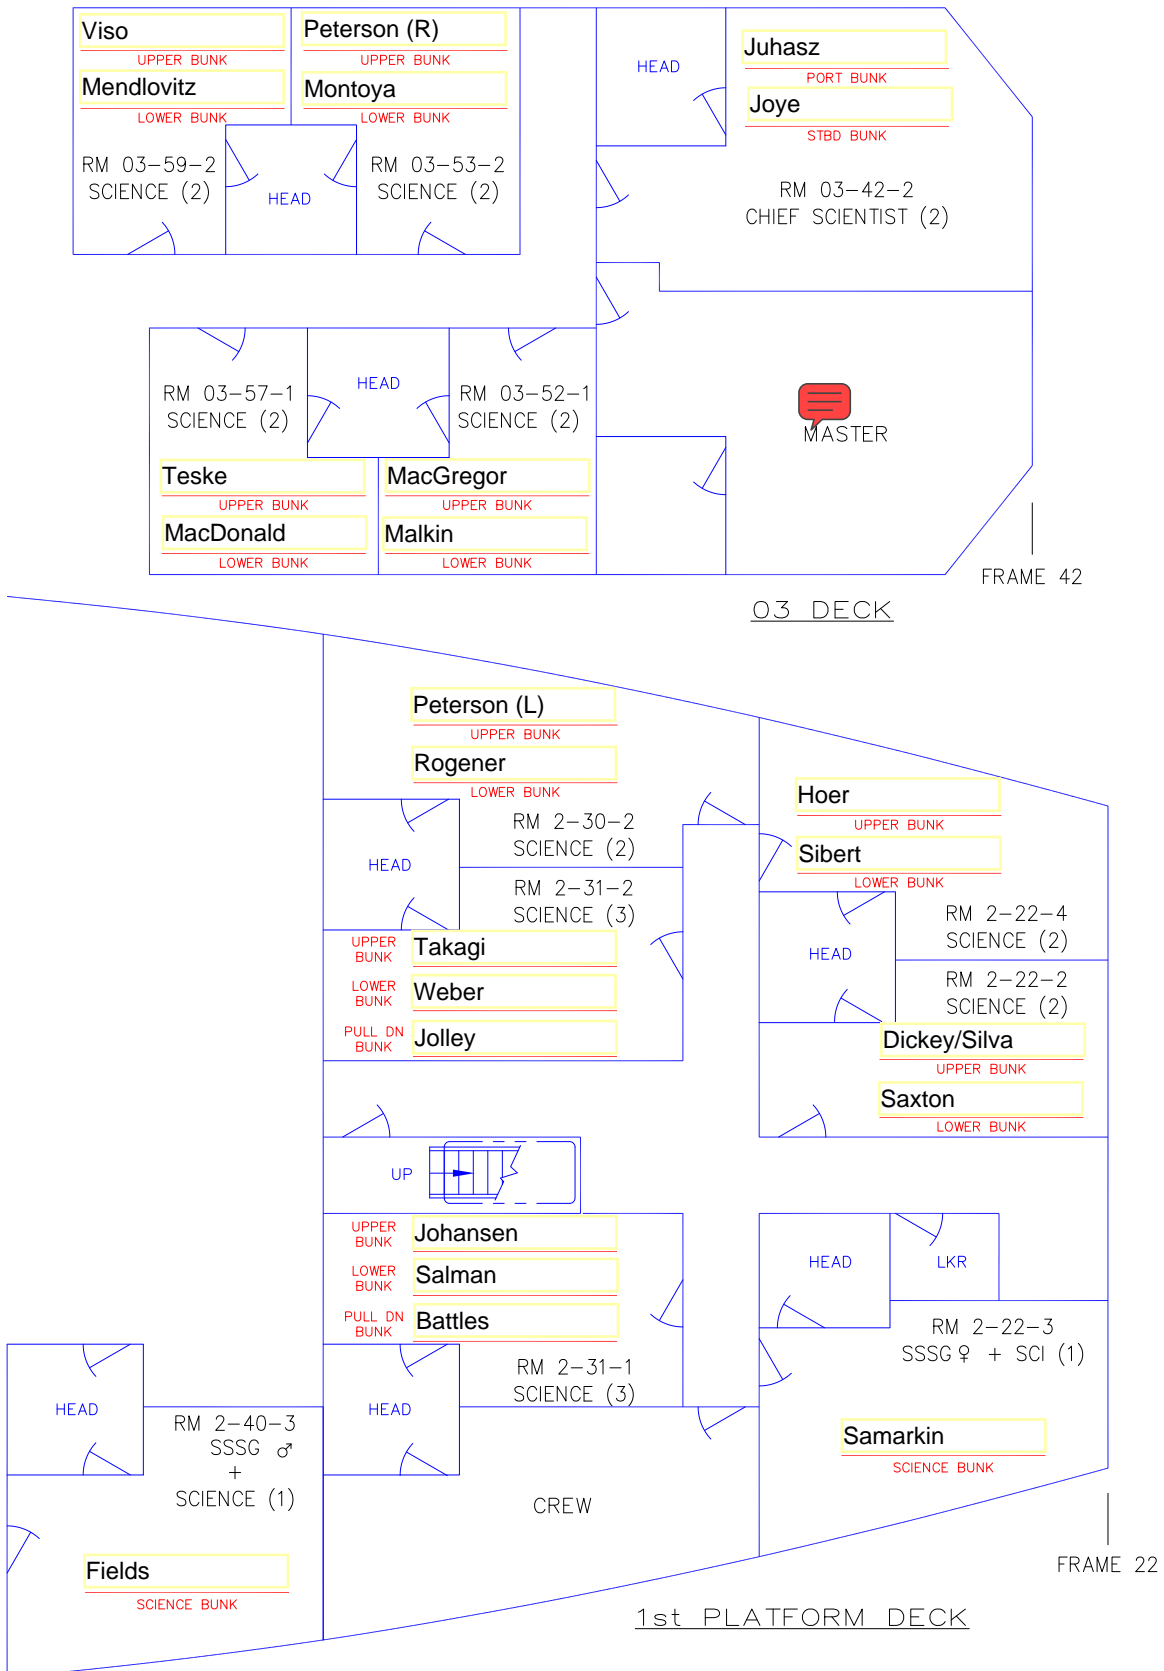 Viso
UPPER BUNK
Mendlovitz
LOWER BUNK
RM 03-59-2
SCIENCE (2)
HEAD
Peterson (R)
UPPER BUNK
Montoya
LOWER BUNK
RM 03-53-2
SCIENCE (2)
HEAD
Juhasz
PORT BUNK
Joye
STBD BUNK
RM 03-42-2
CHIEF SCIENTIST (2)
RM 03-57-1
SCIENCE (2)
HEAD
RM 03-52-1
SCIENCE (2)
Teske
UPPER BUNK
MacDonald
LOWER BUNK
MacGregor
UPPER BUNK
Malkin
LOWER BUNK
MASTER
FRAME 42
03 DECK
Peterson (L)
UPPER BUNK
Rogener
LOWER BUNK
RM 2-30-2
SCIENCE (2)
HEAD
RM 2-31-2
SCIENCE (3)
UPPER
BUNK
Takagi
LOWER
BUNK
Weber
PULL DN
BUNK
Jolley
Hoer
UPPER BUNK
Sibert
LOWER BUNK
RM 2-22-4
SCIENCE (2)
HEAD
RM 2-22-2
SCIENCE (2)
Dickey/Silva
UPPER BUNK
Saxton
LOWER BUNK
UP
UPPER
BUNK
Johansen
LOWER
BUNK
Salman
PULL DN
BUNK
Battles
RM 2-31-1
SCIENCE (3)
HEAD
HEAD
LKR
RM 2-22-3
SSSG♀ + SCI (1)
Samarkin
SCIENCE BUNK
HEAD
RM 2-40-3
SSSG ♂
+
SCIENCE (1)
Fields
SCIENCE BUNK
CREW
FRAME 22
1st PLATFORM DECK